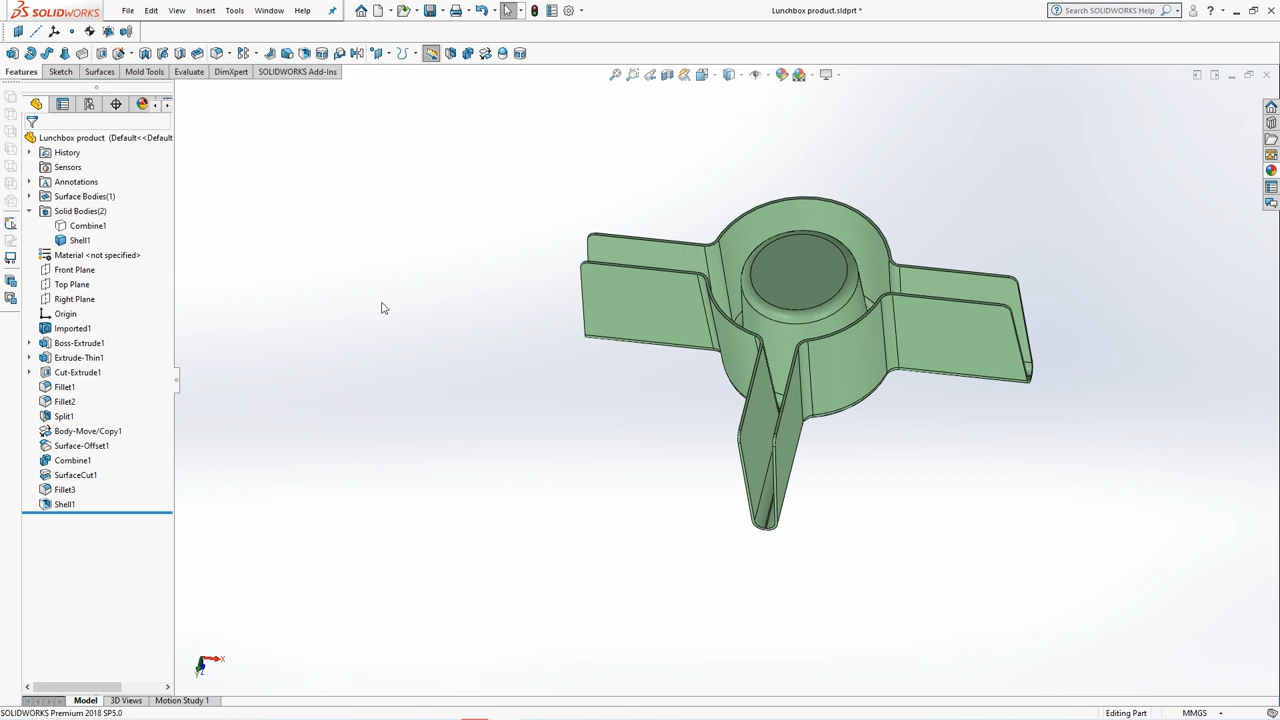 SOLIDWORKS
File Edit View Insert Tools Window Help
Lunchbox product.sldprt *
Search SOLIDWORKS Help
Features Sketch Surfaces Mold Tools Evaluate DimXpert SOLIDWORKS Add-Ins
Lunchbox product (Default<<Default
History
Sensors
Annotations
Surface Bodies(1)
Solid Bodies(2)
Combine1
Shell1
Material <not specified>
Front Plane
Top Plane
Right Plane
Origin
Imported1
Boss-Extrude1
Extrude-Thin1
Cut-Extrude1
Fillet1
Fillet2
Split1
Body-Move/Copy1
Surface-Offset1
Combine1
SurfaceCut1
Fillet3
Shell1
X
Model 3D Views Motion Study 1
SOLIDWORKS Premium 2018 SP5.0
Editing Part MMGS